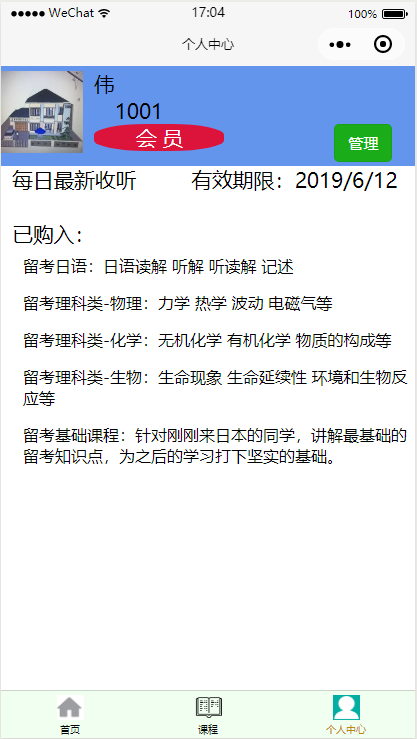 WeChat 17:04 100%
个人中心
伟
1001
会 员
管理
每日最新收听 有效期限：2019/6/12
已购入：
留考日语：日语读解 听解 听读解 记述
留考理科类-物理：力学 热学 波动 电磁气等
留考理科类-化学：无机化学 有机化学 物质的构成等
留考理科类-生物：生命现象 生命延续性 环境和生物反
应等
留考基础课程：针对刚刚来日本的同学，讲解最基础的
留考知识点，为之后的学习打下坚实的基础。
首页 课程 个人中心